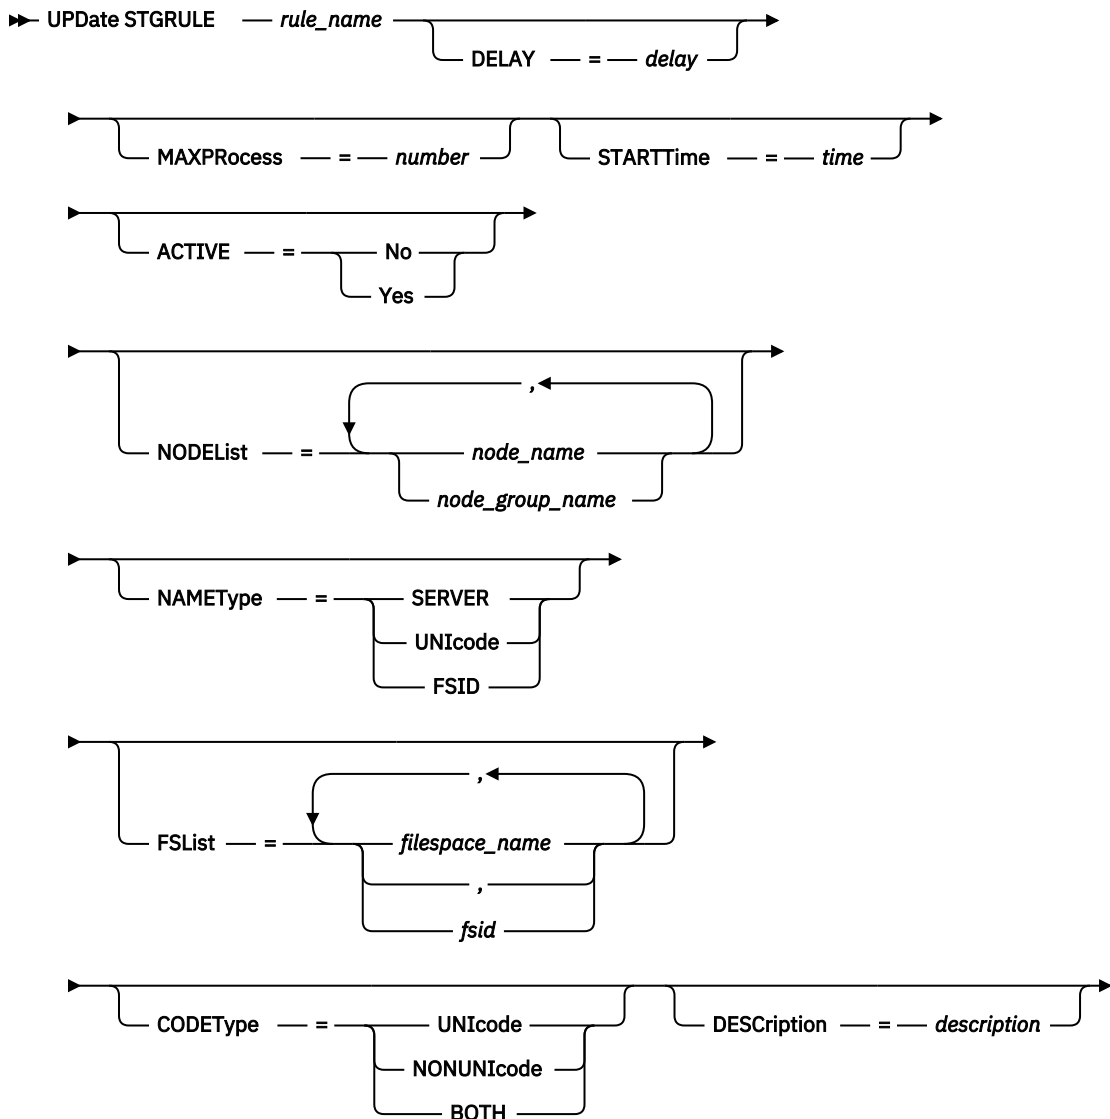 UPDate STGRULE rule_name
DELAY = delay
MAXPRocess = number STARTTime = time
ACTIVE = No
Yes
,
NODEList = node_name
node_group_name
NAMEType = SERVER
UNIcode
FSID
,
FSList = filespace_name
,
fsid
CODEType = UNIcode DESCription = description
NONUNIcode
BOTH